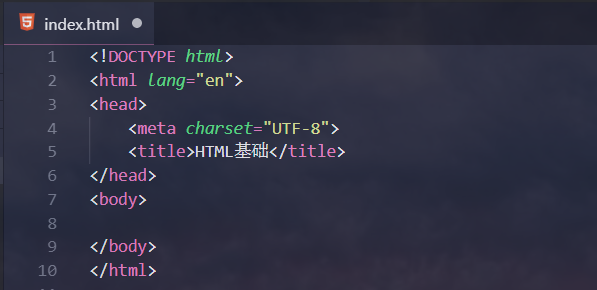 index.html
1 <!DOCTYPE html>
2 <html lang="en">
3 <head>
4     <meta charset="UTF-8">
5     <title>HTML基础</title>
6 </head>
7 <body>
8
9 </body>
10 </html>